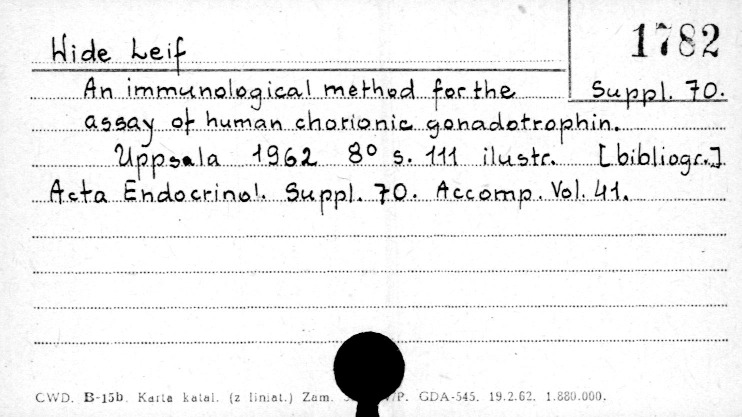 Wide Leif
1782
An immunological method for the Suppl. 70.
assay of human chorionic gonadotrophin.
Uppsala 1962 8° s. 111 ilustr. [bibliogr.]
Acta Endocrinol. Suppl. 70. Accomp. Vol. 41.
CWD. B-15b. Karta katal. (z liniat.) Zam. /P. GDA-545. 19.2.62. 1.880.000.